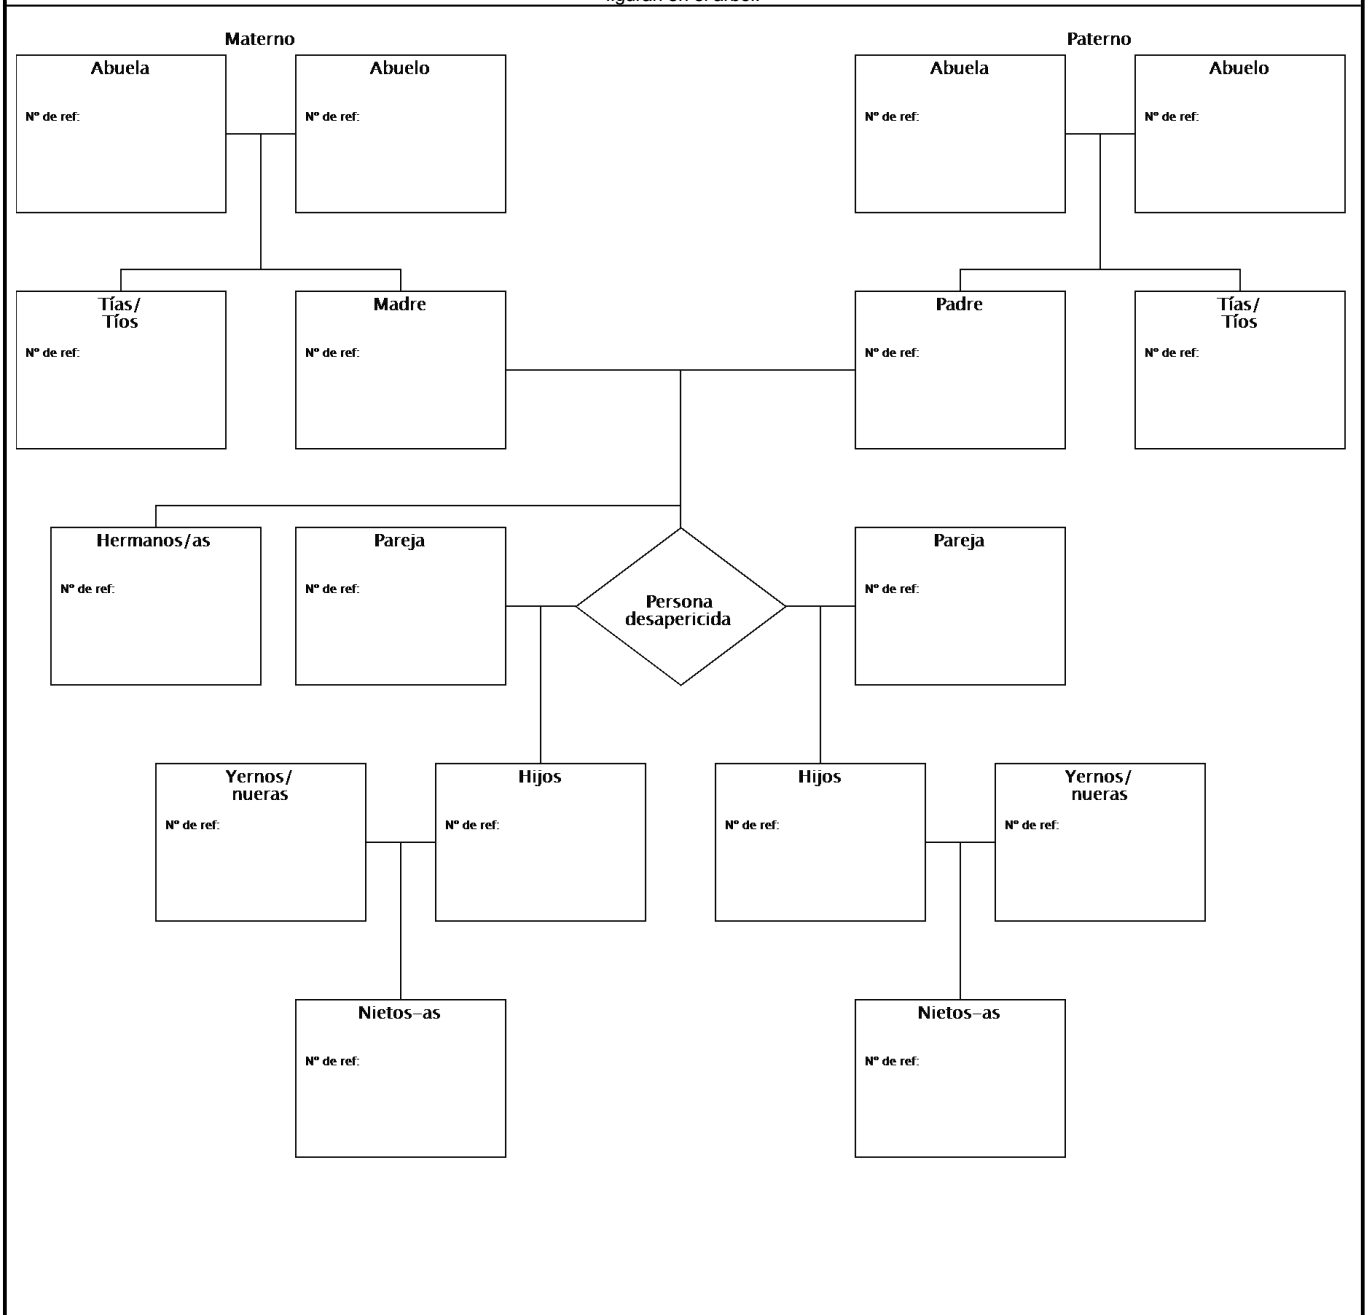 figuran en el árbol.
Materno
Paterno
Abuela
Abuelo
Abuela
Abuelo
Nº de ref:
Nº de ref:
Nº de ref:
Nº de ref:
Tías/
Tíos
Madre
Padre
Tías/
Tíos
Nº de ref:
Nº de ref:
Nº de ref:
Nº de ref:
Hermanos/as
Pareja
Pareja
Nº de ref:
Nº de ref:
Nº de ref:
Persona
desapericida
Yernos/
nueras
Hijos
Hijos
Yernos/
nueras
Nº de ref:
Nº de ref:
Nº de ref:
Nº de ref:
Nietos-as
Nietos-as
Nº de ref:
Nº de ref: